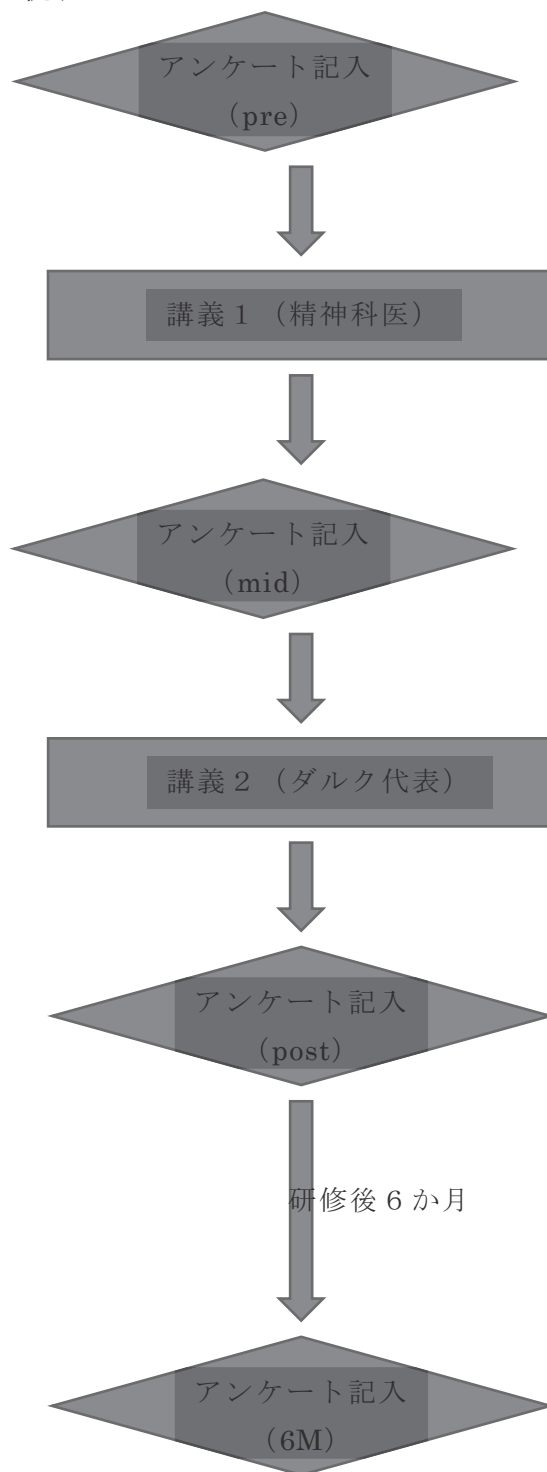 アンケート記入
(pre)
講義１（精神科医）
アンケート記入
(mid)
講義２（ダルク代表）
アンケート記入
(post)
研修後６か月
アンケート記入
(6M)